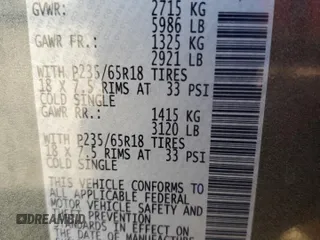 GVWR: 2715 KG
5986 LB
GAWR FR.: 1325 KG
2921 LB
WITH P235/65R18 TIRES
18 X 7.5 RIMS AT 33 PSI
COLD SINGLE
GAWR RR.: 1415 KG
3120 LB
WITH P235/65R18 TIRES
18 X 7.5 RIMS AT 33 PSI
COLD SINGLE
THIS VEHICLE CONFORMS TO
ALL APPLICABLE FEDERAL
MOTOR VEHICLE SAFETY AND
PREVENTION
STANDARDS IN EFFECT ON
THE DATE OF MANUFACTURE
DREAMBID